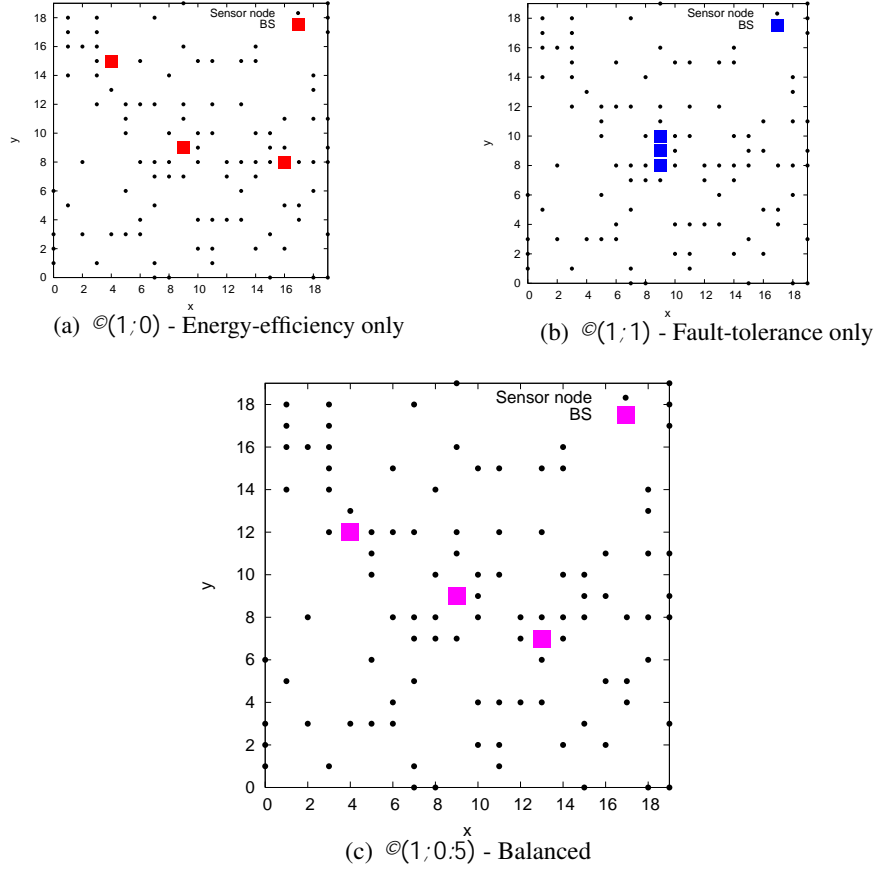 Sensor node
BS
18
16
14
12
10
8
6
4
2
0
y
0 2 4 6 8 10 12 14 16 18
x
(a) ©(1;0) - Energy-efficiency only
Sensor node
BS
18
16
14
12
10
8
6
4
2
0
y
0 2 4 6 8 10 12 14 16 18
x
(b) ©(1;1) - Fault-tolerance only
Sensor node
BS
18
16
14
12
10
8
6
4
2
0
y
0 2 4 6 8 10 12 14 16 18
x
(c) ©(1;0:5) - Balanced